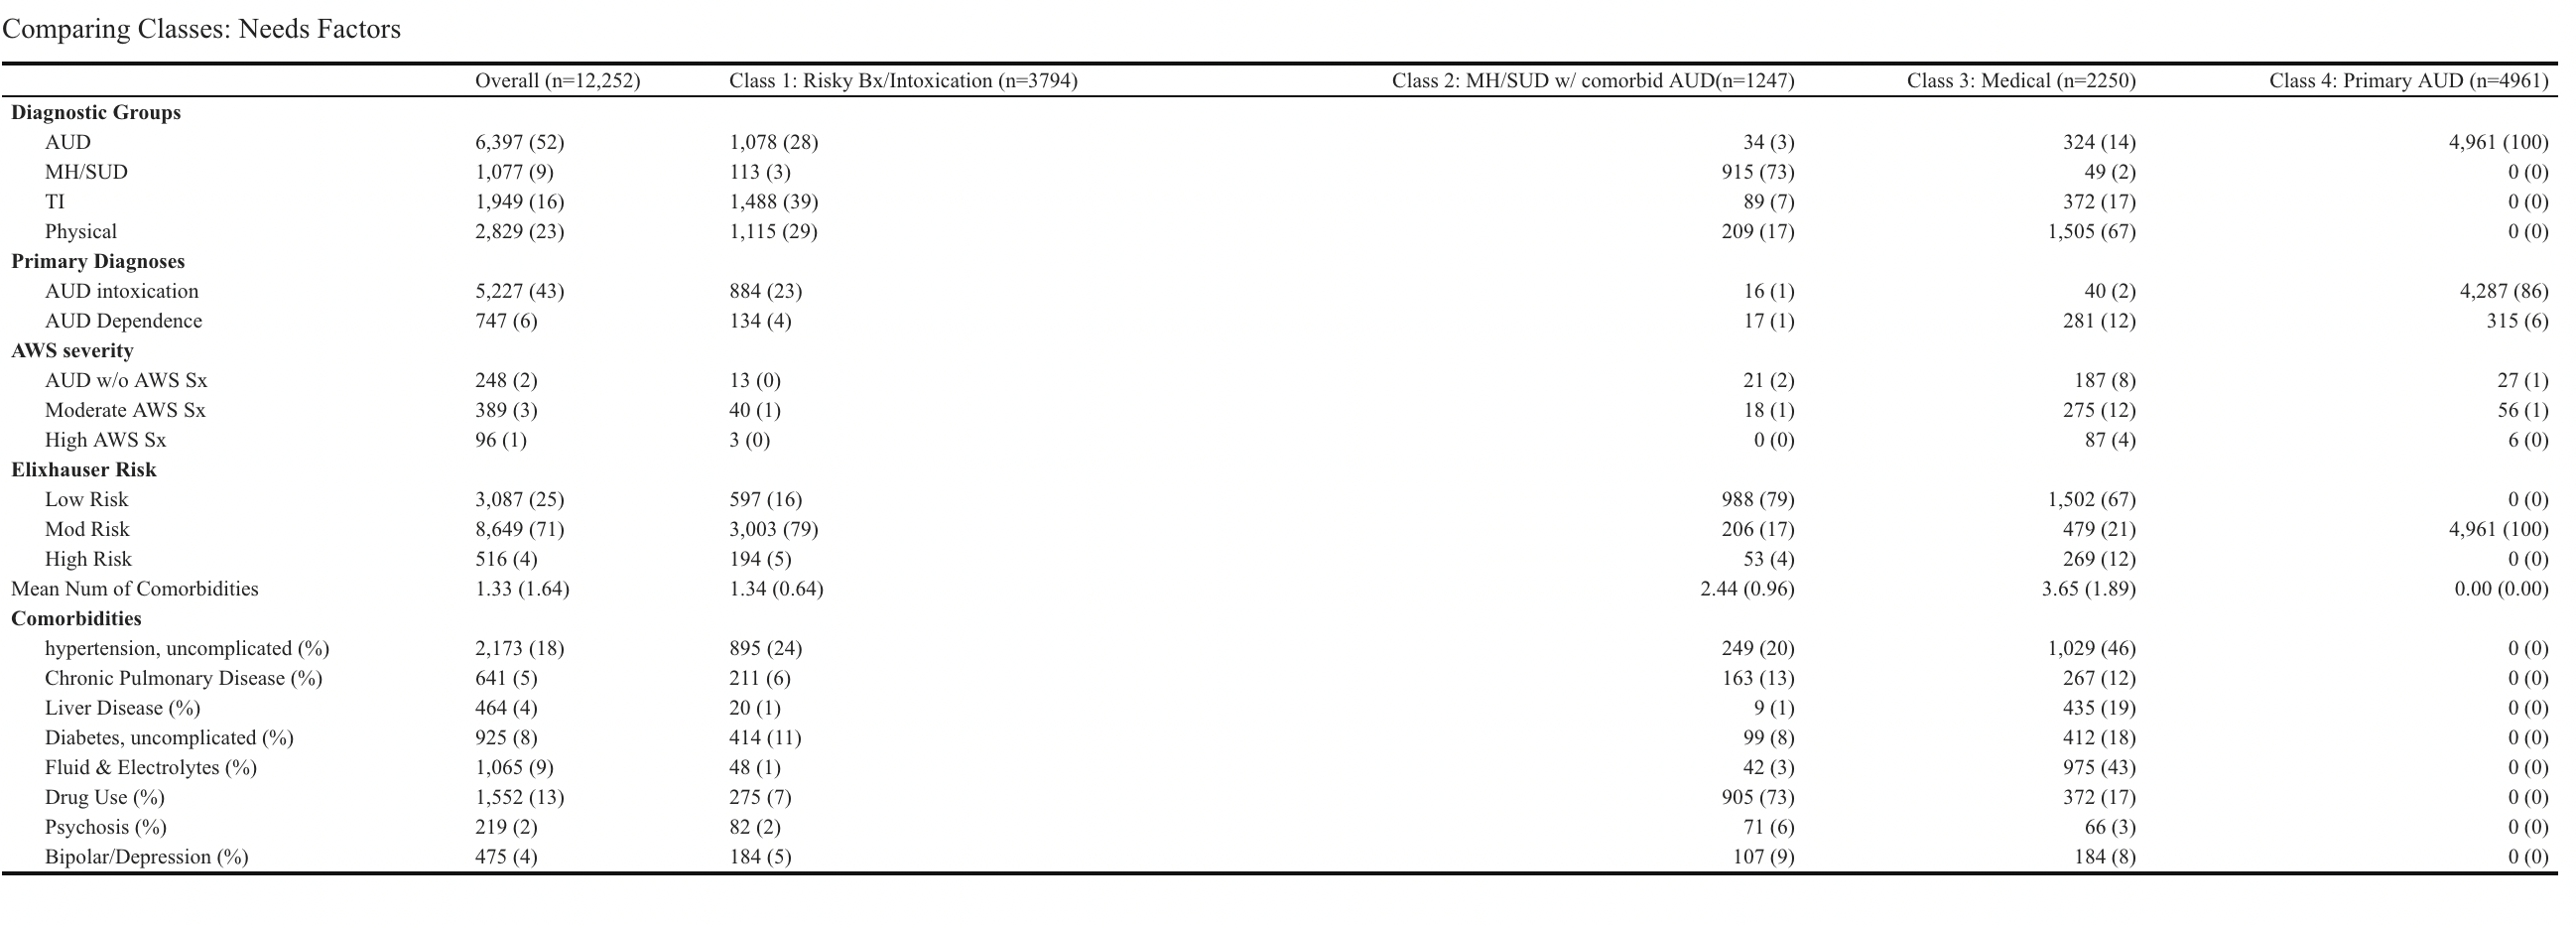 Comparing Classes: Needs Factors
Overall (n=12,252) Class 1: Risky Bx/Intoxication (n=3794) Class 2: MH/SUD w/ comorbid AUD(n=1247) Class 3: Medical (n=2250) Class 4: Primary AUD (n=4961)
Diagnostic Groups
AUD 6,397 (52) 1,078 (28) 34 (3) 324 (14) 4,961 (100)
MH/SUD 1,077 (9) 113 (3) 915 (73) 49 (2) 0 (0)
TI 1,949 (16) 1,488 (39) 89 (7) 372 (17) 0 (0)
Physical 2,829 (23) 1,115 (29) 209 (17) 1,505 (67) 0 (0)
Primary Diagnoses
AUD intoxication 5,227 (43) 884 (23) 16 (1) 40 (2) 4,287 (86)
AUD Dependence 747 (6) 134 (4) 17 (1) 281 (12) 315 (6)
AWS severity
AUD w/o AWS Sx 248 (2) 13 (0) 21 (2) 187 (8) 27 (1)
Moderate AWS Sx 389 (3) 40 (1) 18 (1) 275 (12) 56 (1)
High AWS Sx 96 (1) 3 (0) 0 (0) 87 (4) 6 (0)
Elixhauser Risk
Low Risk 3,087 (25) 597 (16) 988 (79) 1,502 (67) 0 (0)
Mod Risk 8,649 (71) 3,003 (79) 206 (17) 479 (21) 4,961 (100)
High Risk 516 (4) 194 (5) 53 (4) 269 (12) 0 (0)
Mean Num of Comorbidities 1.33 (1.64) 1.34 (0.64) 2.44 (0.96) 3.65 (1.89) 0.00 (0.00)
Comorbidities
hypertension, uncomplicated (%) 2,173 (18) 895 (24) 249 (20) 1,029 (46) 0 (0)
Chronic Pulmonary Disease (%) 641 (5) 211 (6) 163 (13) 267 (12) 0 (0)
Liver Disease (%) 464 (4) 20 (1) 9 (1) 435 (19) 0 (0)
Diabetes, uncomplicated (%) 925 (8) 414 (11) 99 (8) 412 (18) 0 (0)
Fluid & Electrolytes (%) 1,065 (9) 48 (1) 42 (3) 975 (43) 0 (0)
Drug Use (%) 1,552 (13) 275 (7) 905 (73) 372 (17) 0 (0)
Psychosis (%) 219 (2) 82 (2) 71 (6) 66 (3) 0 (0)
Bipolar/Depression (%) 475 (4) 184 (5) 107 (9) 184 (8) 0 (0)